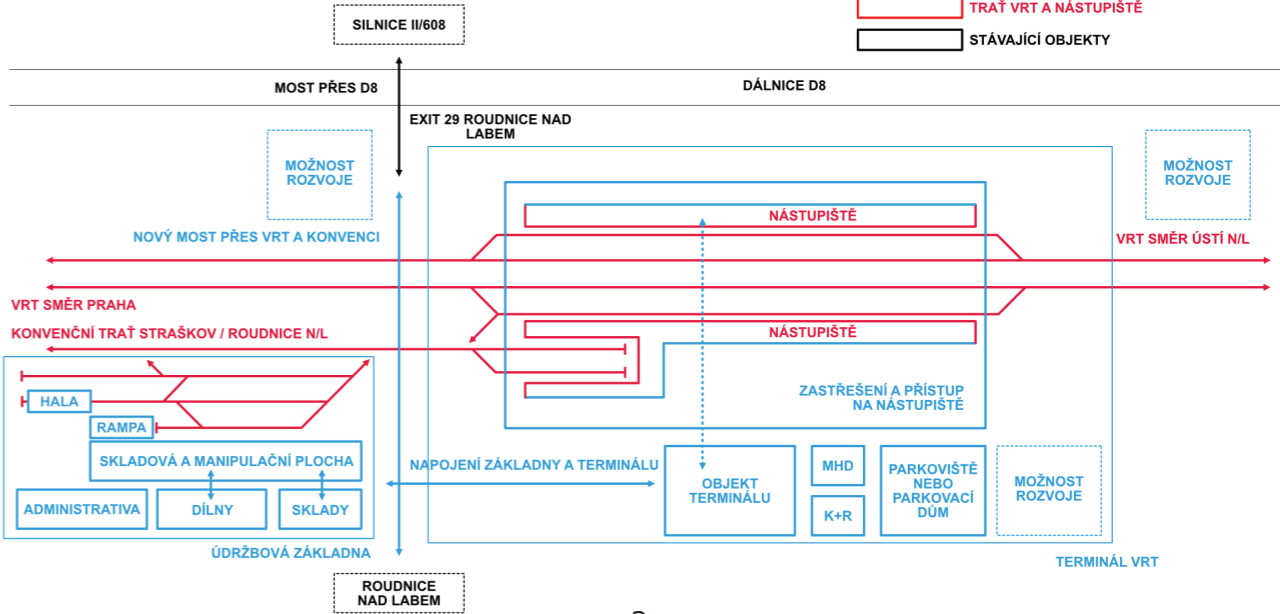 TRAŤ VRT A NÁSTUPIŠTĚ
SILNICE II/608
STÁVAJÍCÍ OBJEKTY
MOST PŘES D8
DÁLNICE D8
EXIT 29 ROUDNICE NAD
LABEM
MOŽNOST
ROZVOJE
MOŽNOST
ROZVOJE
NÁSTUPIŠTĚ
NOVÝ MOST PŘES VRT A KONVENCI
VRT SMĚR ÚSTÍ N/L
VRT SMĚR PRAHA
KONVENČNÍ TRAŤ STRAŠKOV / ROUDNICE N/L
NÁSTUPIŠTĚ
ZASTŘEŠENÍ A PŘÍSTUP
NA NÁSTUPIŠTĚ
HALA
RAMPA
SKLADOVÁ A MANIPULAČNÍ PLOCHA
NAPOJENÍ ZÁKLADNY A TERMINÁLU
OBJEKT
TERMINÁLU
MHD
K+R
PARKOVIŠTĚ
NEBO
PARKOVACÍ
DŮM
MOŽNOST
ROZVOJE
ADMINISTRATIVA
DÍLNY
SKLADY
ÚDRŽBOVÁ ZÁKLADNA
TERMINÁL VRT
ROUDNICE
NAD LABEM